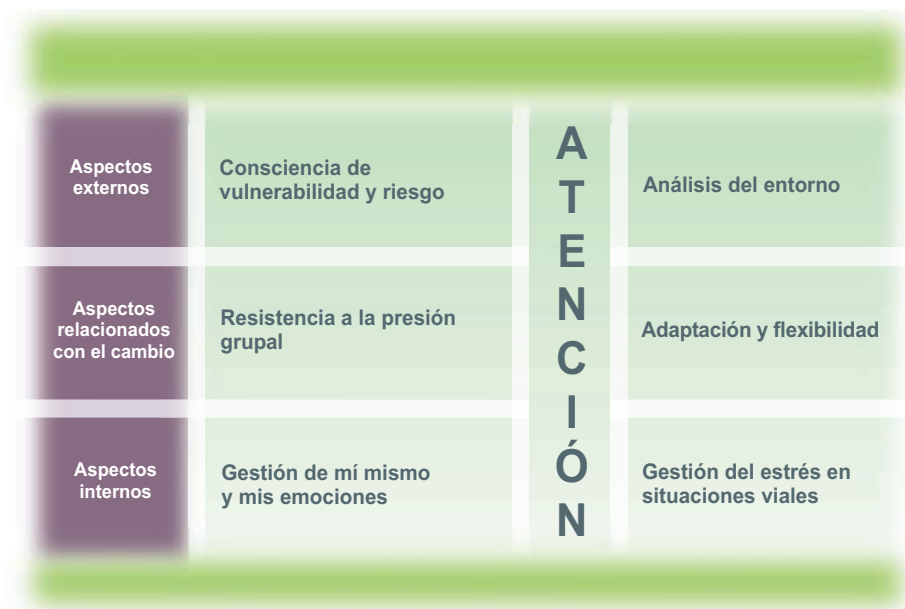 Aspectos
externos
Consciencia de
vulnerabilidad y riesgo
ATENCIÓN
Análisis del entorno
Aspectos
relacionados
con el cambio
Resistencia a la presión
grupal
Adaptación y flexibilidad
Aspectos
internos
Gestión de mí mismo
y mis emociones
Gestión del estrés en
situaciones viales